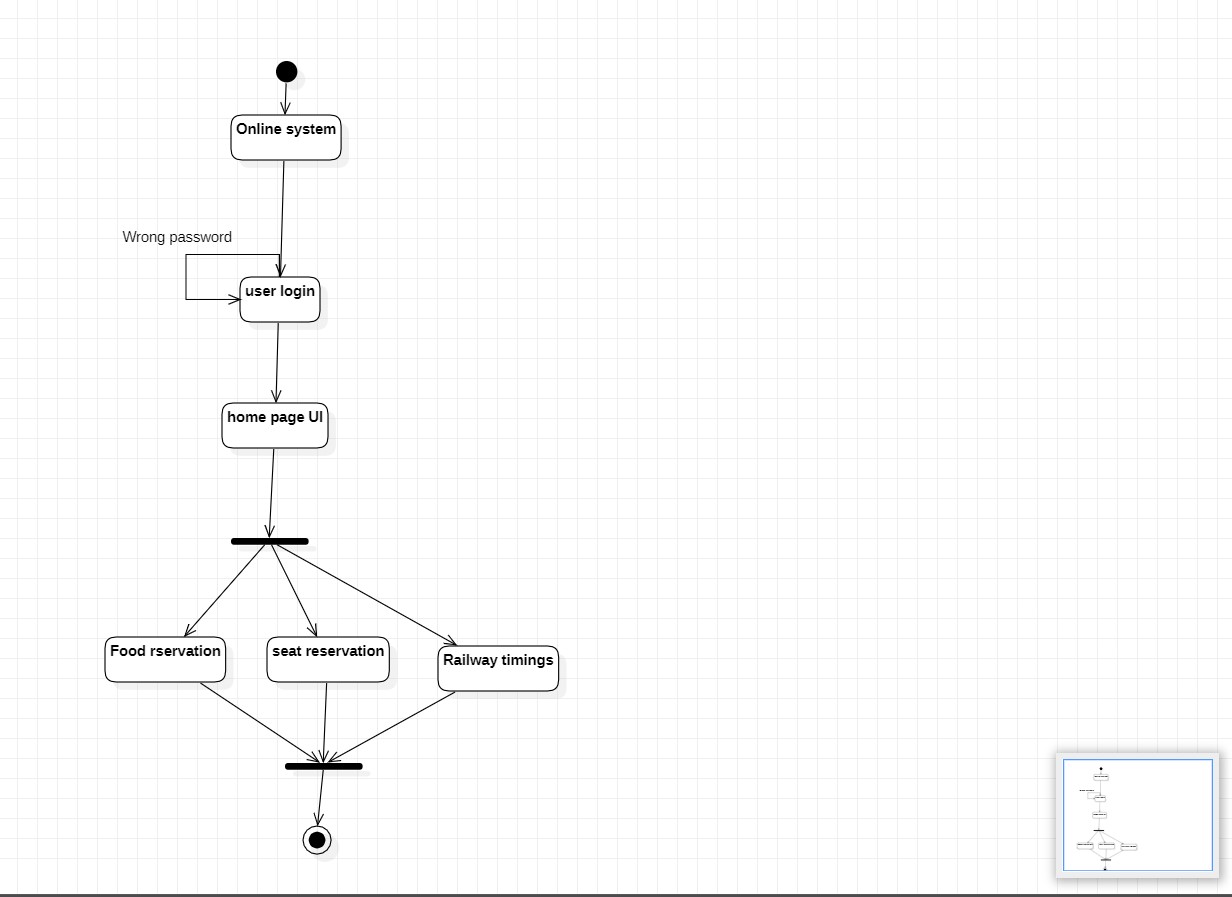 Online system
Wrong password
user login
home page UI
Food rservation
seat reservation
Railway timings